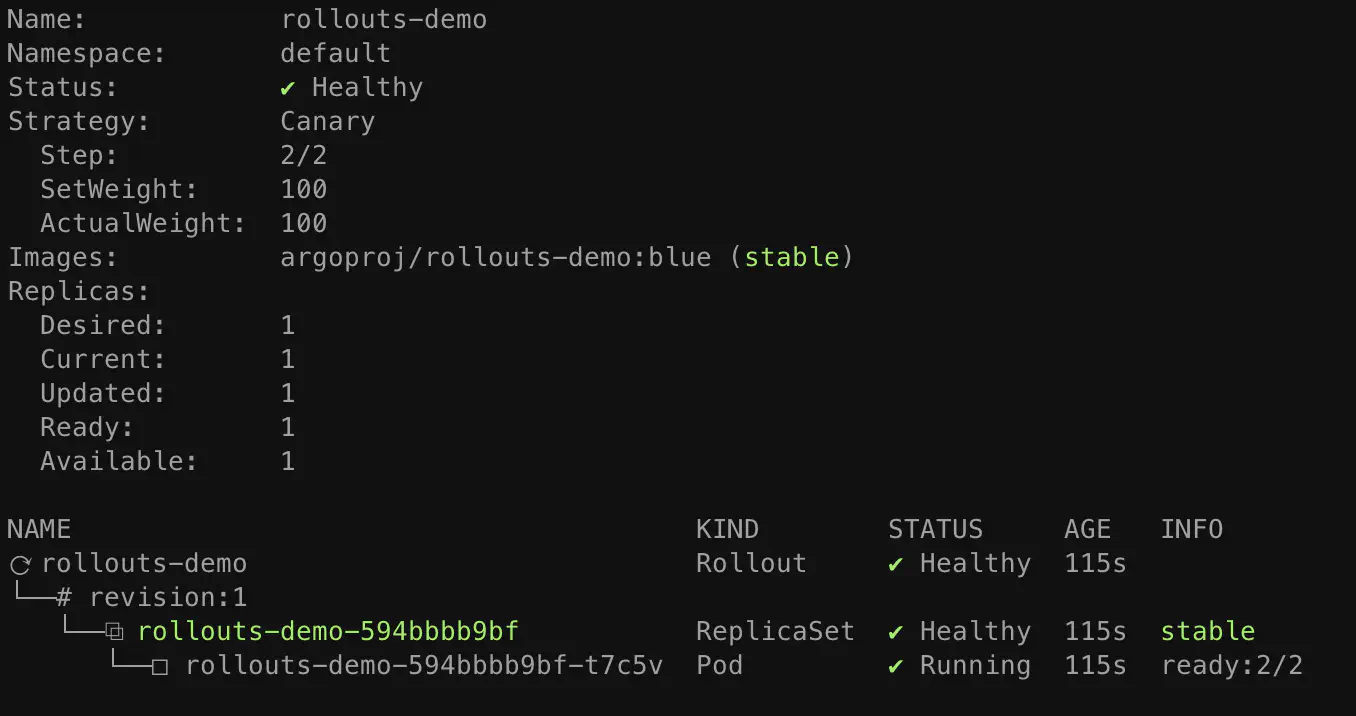 Name:            rollouts-demo
Namespace:       default
Status:          ✔ Healthy
Strategy:        Canary
  Step:          2/2
  SetWeight:     100
  ActualWeight:  100
Images:          argoproj/rollouts-demo:blue (stable)
Replicas:
  Desired:       1
  Current:       1
  Updated:       1
  Ready:         1
  Available:     1

NAME                                       KIND        STATUS     AGE   INFO
⟳ rollouts-demo                            Rollout     ✔ Healthy  115s
└──# revision:1
   └──⧉ rollouts-demo-594bbbb9bf           ReplicaSet  ✔ Healthy  115s  stable
      └──□ rollouts-demo-594bbbb9bf-t7c5v  Pod         ✔ Running  115s  ready:2/2